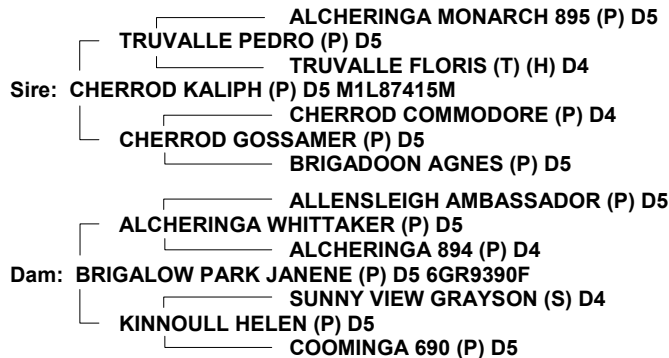 ALCHERINGA MONARCH 895 (P) D5
TRUVALLE PEDRO (P) D5
TRUVALLE FLORIS (T) (H) D4
Sire: CHERROD KALIPH (P) D5 M1L87415M
CHERROD COMMODORE (P) D4
CHERROD GOSSAMER (P) D5
BRIGADOON AGNES (P) D5
ALLENSLEIGH AMBASSADOR (P) D5
ALCHERINGA WHITTAKER (P) D5
ALCHERINGA 894 (P) D4
Dam: BRIGALOW PARK JANENE (P) D5 6GR9390F
SUNNY VIEW GRAYSON (S) D4
KINNOULL HELEN (P) D5
COOMINGA 690 (P) D5